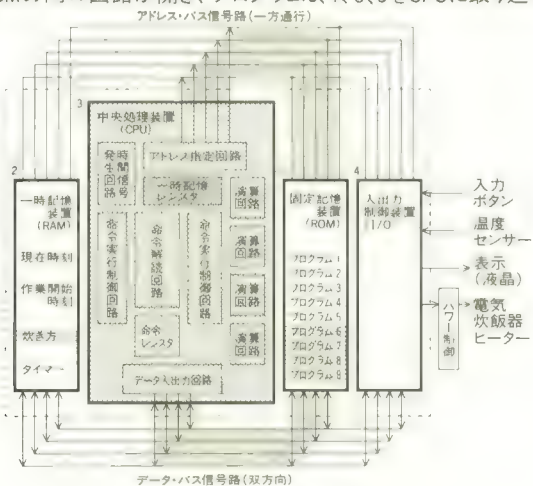 アドレス・バス信号路(一方通行)
2
一時記憶
装置
(RAM)
現在時刻
作業開始
時刻
炊き方
タイマー
3
中央処理装置
(CPU)
時間信号
発生回路
アドレス指定回路
一時記憶
レジスタ
命令実行制御回路
命令解読回路
命令実行制御回路
命令
レジスタ
演算
回路
演算
回路
演算
回路
演算
回路
データ入出力回路
固定記憶
装置
(ROM)
プログラム 1
プログラム 2
プログラム 3
プログラム 4
プログラム 5
プログラム 6
プログラム 7
プログラム 8
プログラム 9
4
入出力
制御装置
I/O
入力
ボタン
温度
センサー
表示
(液晶)
パワー制御
電気
炊飯器
ヒーター
データ・バス信号路(双方向)